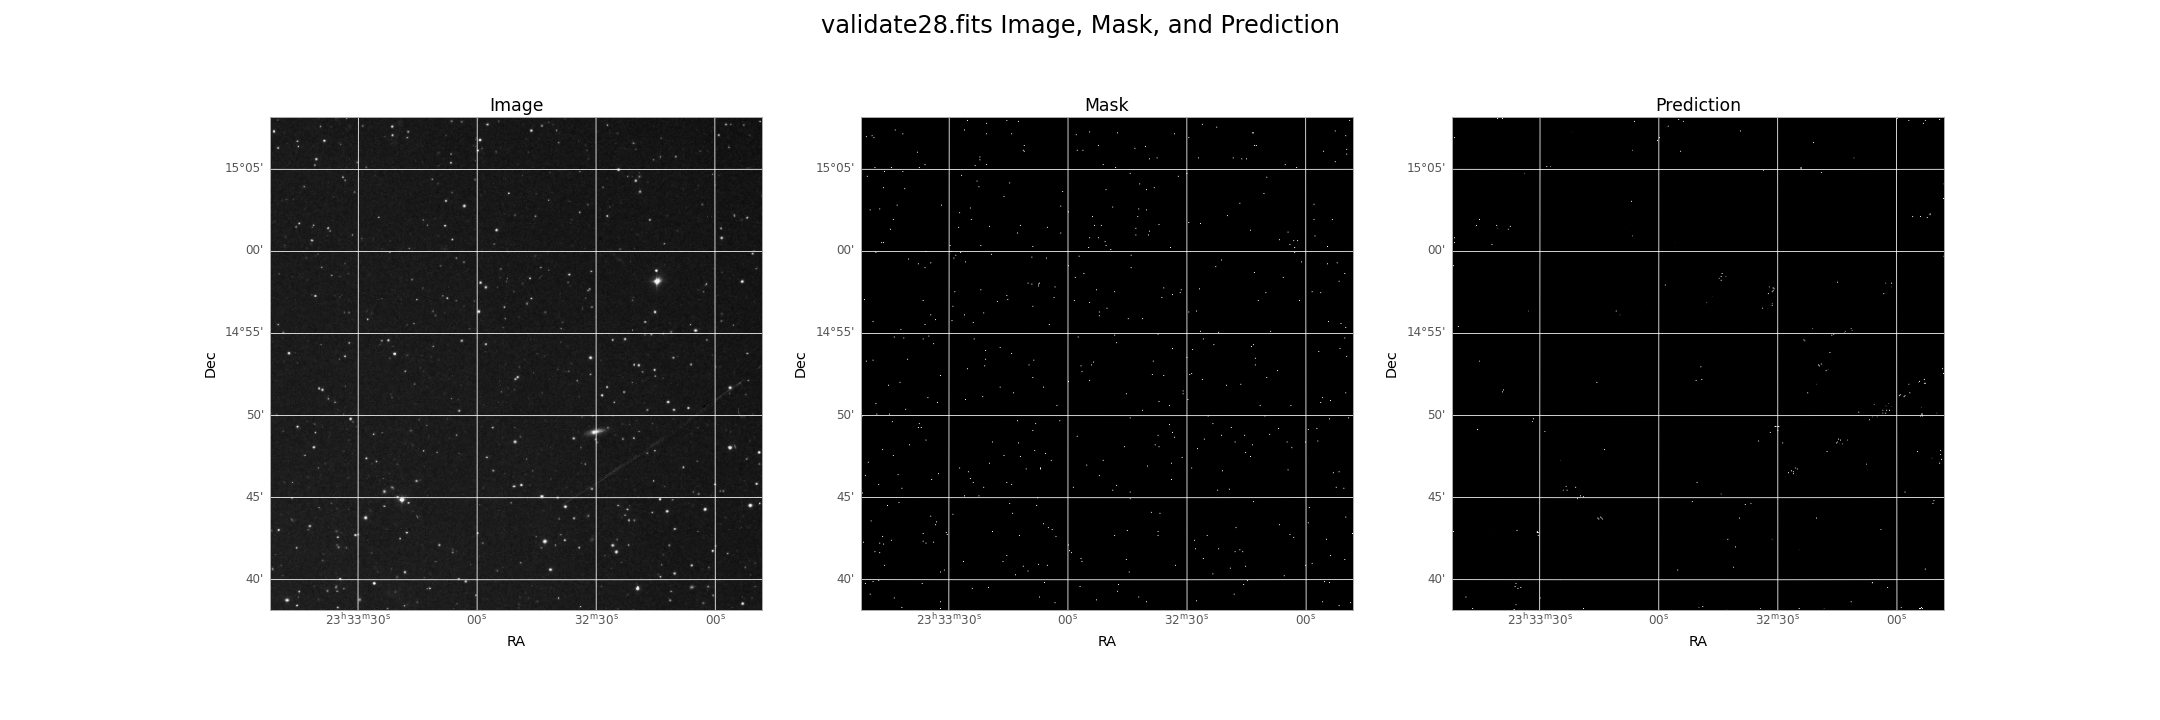 validate28.fits Image, Mask, and Prediction
Image
Mask
Prediction
15°05'
00'
14°55'
50'
45'
40'
Dec
23ʰ33ᵐ30ˢ
00ˢ
32ᵐ30ˢ
00ˢ
RA
15°05'
00'
14°55'
50'
45'
40'
Dec
23ʰ33ᵐ30ˢ
00ˢ
32ᵐ30ˢ
00ˢ
RA
15°05'
00'
14°55'
50'
45'
40'
Dec
23ʰ33ᵐ30ˢ
00ˢ
32ᵐ30ˢ
00ˢ
RA